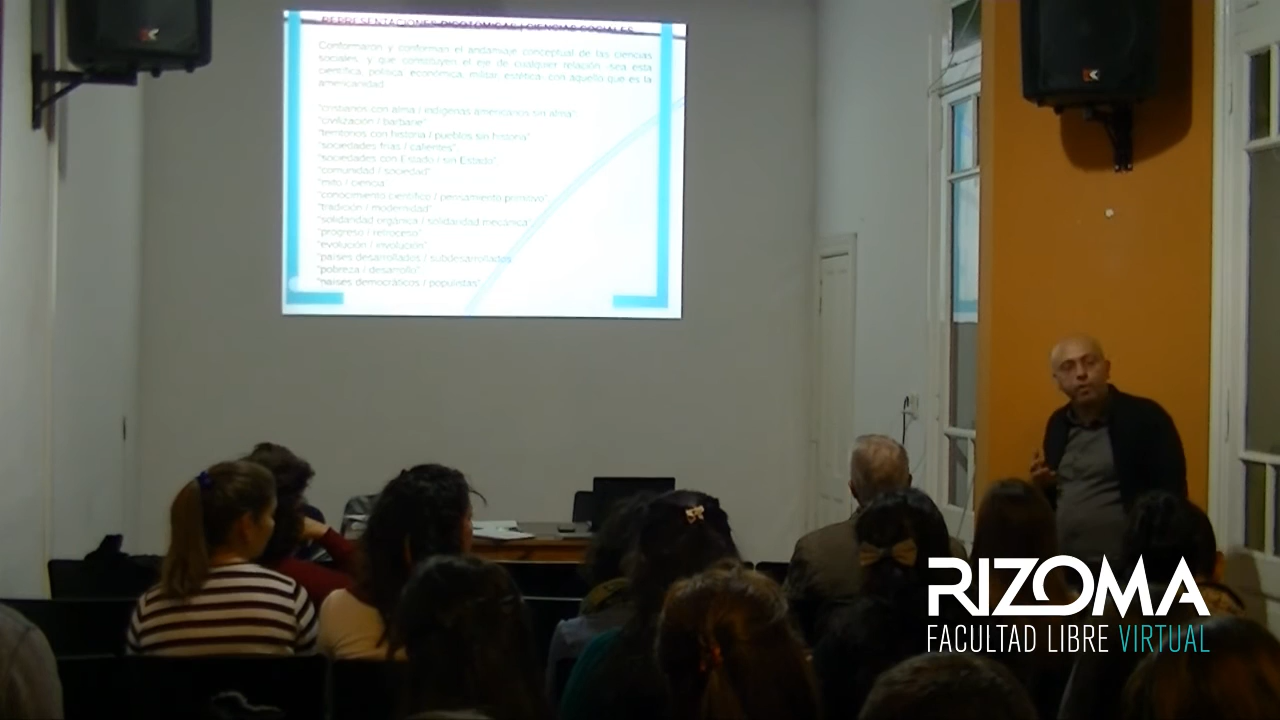 REPRESENTACIONES DICOTOMICAS | CIENCIAS SOCIALES
Conformaron y conforman el andamiaje conceptual de las ciencias
sociales, y que constituyen el eje de cualquier relación -sea esta
científica, política, económica, militar, estética- con aquello que es la
americanidad.
"cristianos con alma / indígenas americanos sin alma";
"civilización / barbarie"
"territorios con historia / pueblos sin historia"
"sociedades frías / calientes"
"sociedades con Estado / sin Estado"
"comunidad / sociedad"
"mito / ciencia
"conocimiento científico / pensamiento primitivo"
"tradición / modernidad"
"solidaridad orgánica / solidaridad mecánica"
"progreso / retroceso"
"evolución / involución"
"países desarrollados / subdesarrollados
"pobreza / desarrollo"
"países democráticos / populistas"
RIZOMA
FACULTAD LIBRE VIRTUAL